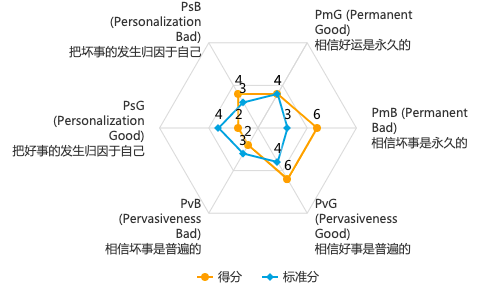 PsB
(Personalization
Bad)
把坏事的发生归因于自己
PmG (Permanent
Good)
相信好运是永久的
PsG
(Personalization
Good)
把好事的发生归因于自己
PmB (Permanent
Bad)
相信坏事是永久的
PvB
(Pervasiveness
Bad)
相信坏事是普遍的
PvG
(Pervasiveness
Good)
相信好事是普遍的
4
4
3
4
2
3
6
3
2
4
6
得分
标准分